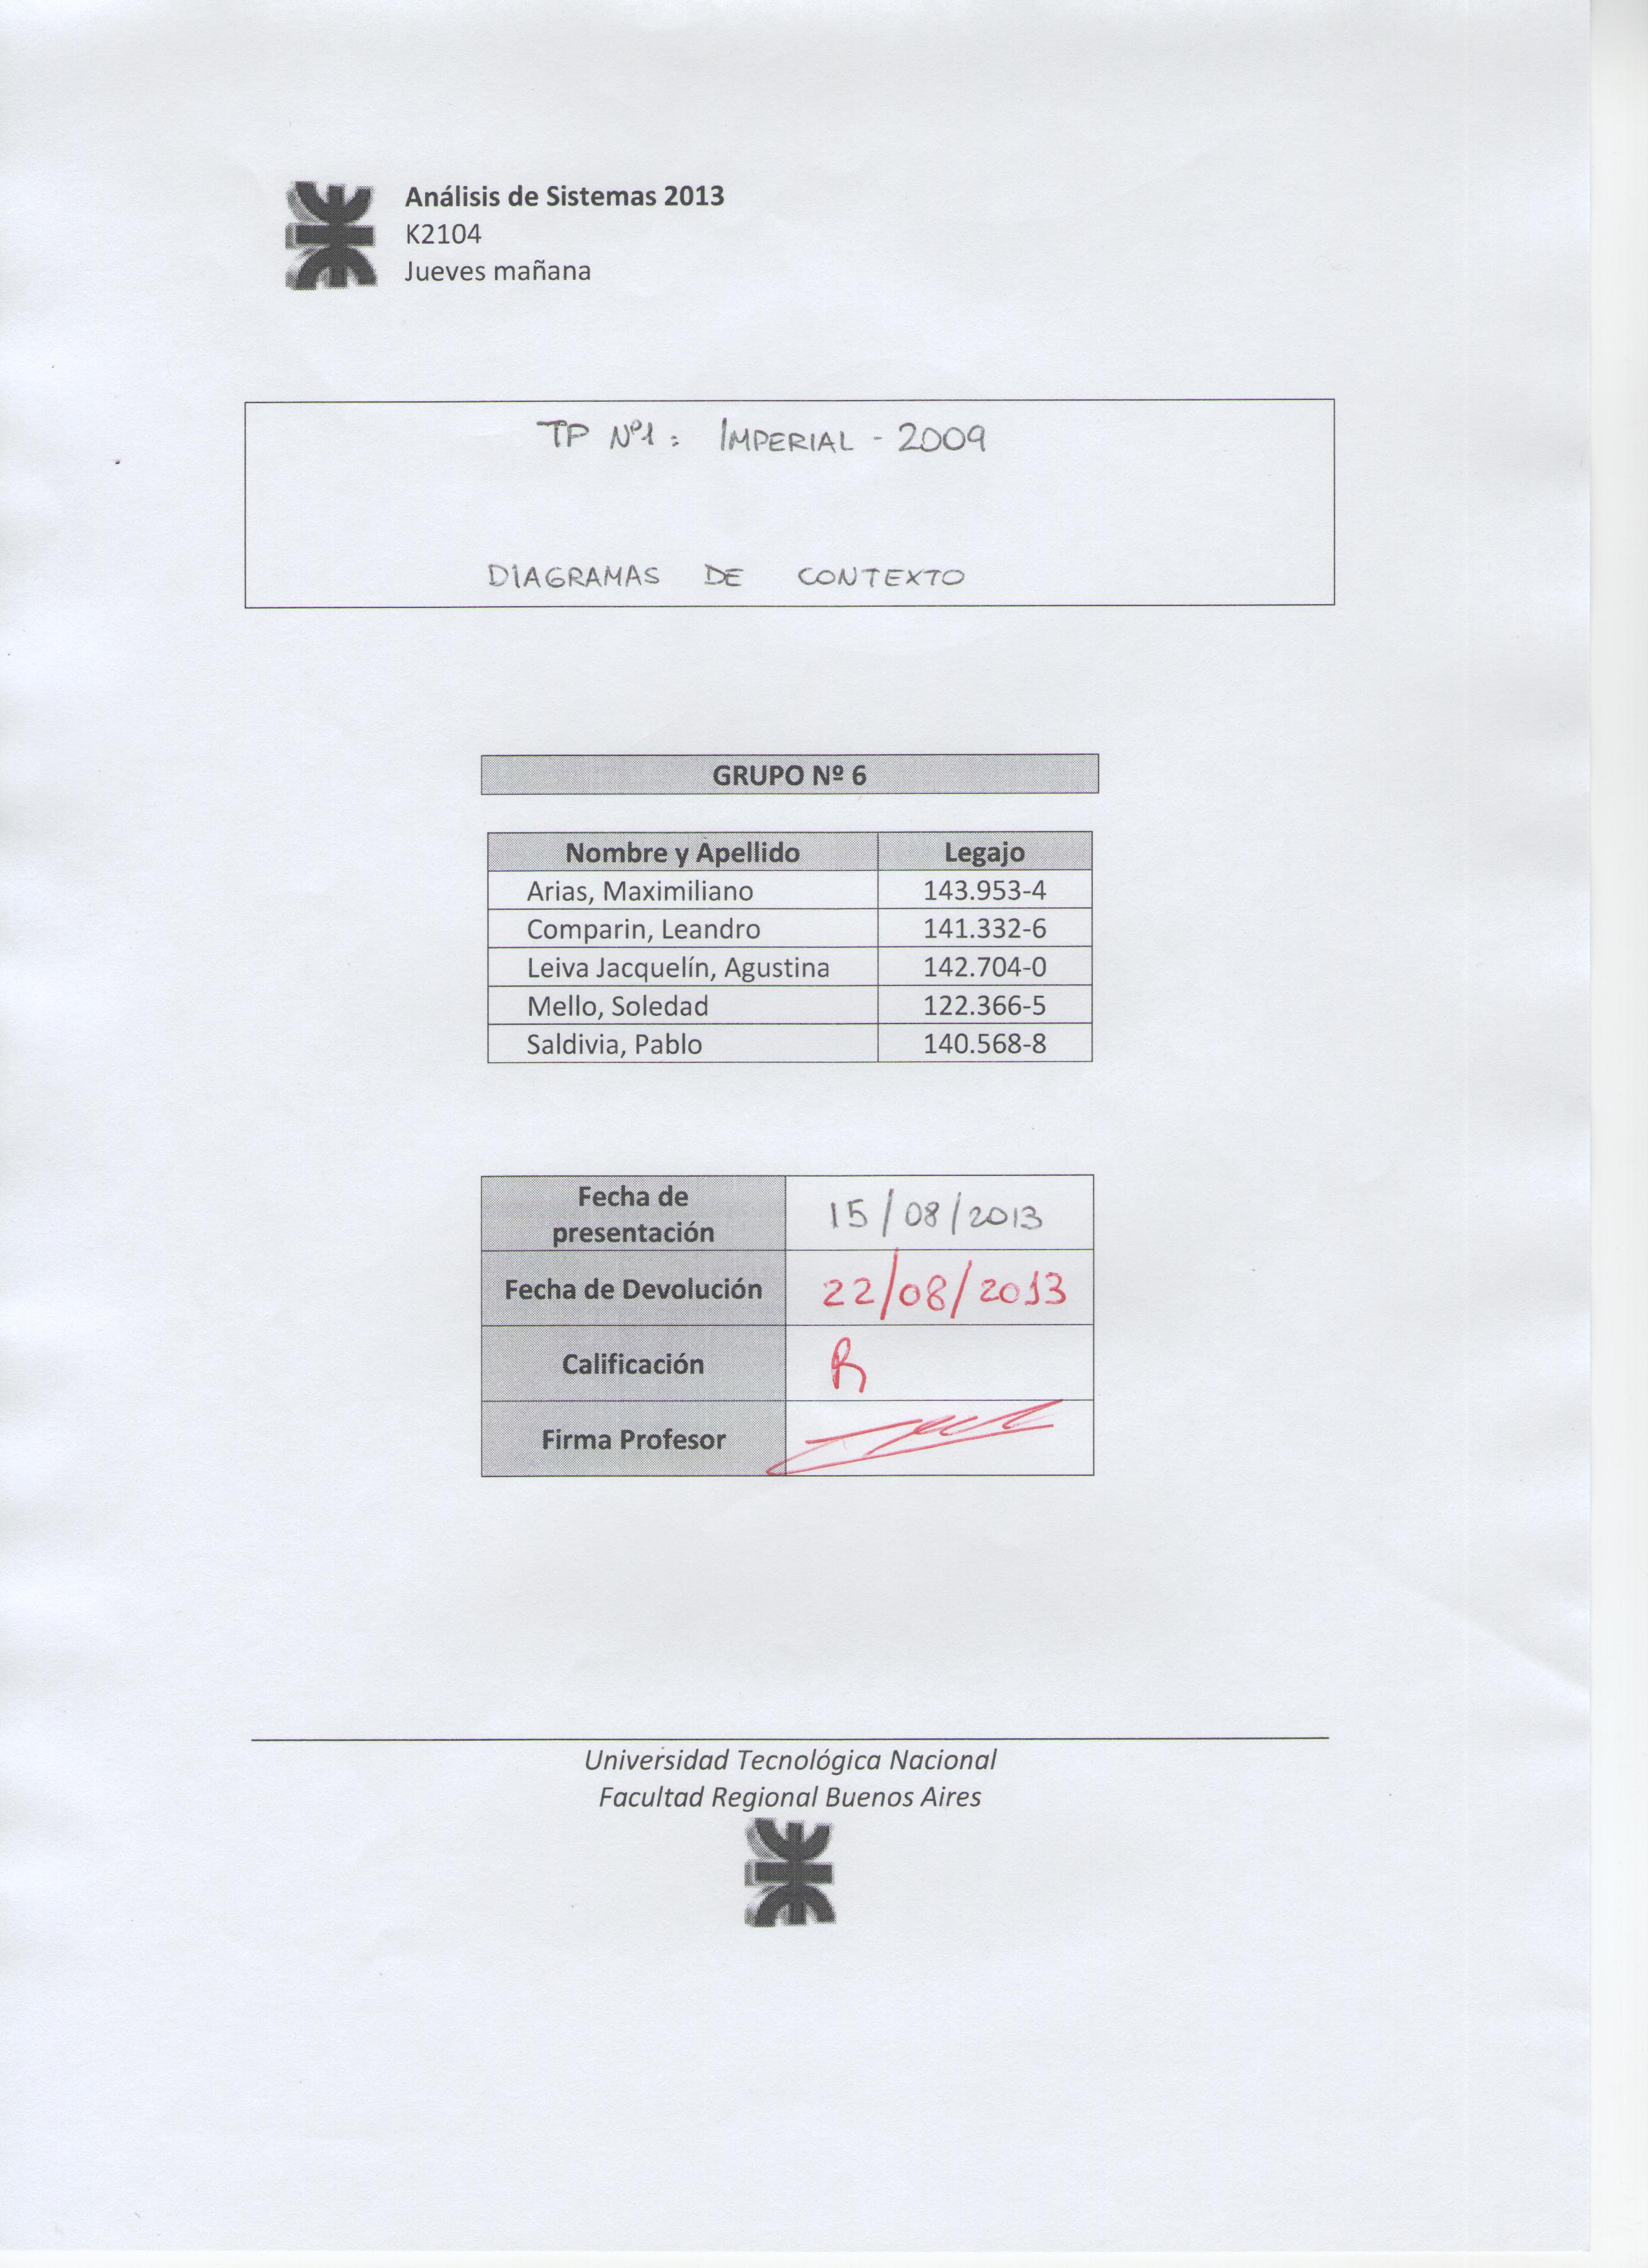 Análisis de Sistemas 2013
K2104
Jueves mañana
TP Nº1: IMPERIAL - 2009
DIAGRAMAS DE CONTEXTO
GRUPO Nº 6
Nombre y Apellido Legajo
Arias, Maximiliano 143.953-4
Comparin, Leandro 141.332-6
Leiva Jacquelín, Agustina 142.704-0
Mello, Soledad 122.366-5
Saldivia, Pablo 140.568-8
Fecha de
presentación 15/08/2013
Fecha de Devolución 22/08/2013
Calificación R
Firma Profesor
Universidad Tecnológica Nacional
Facultad Regional Buenos Aires